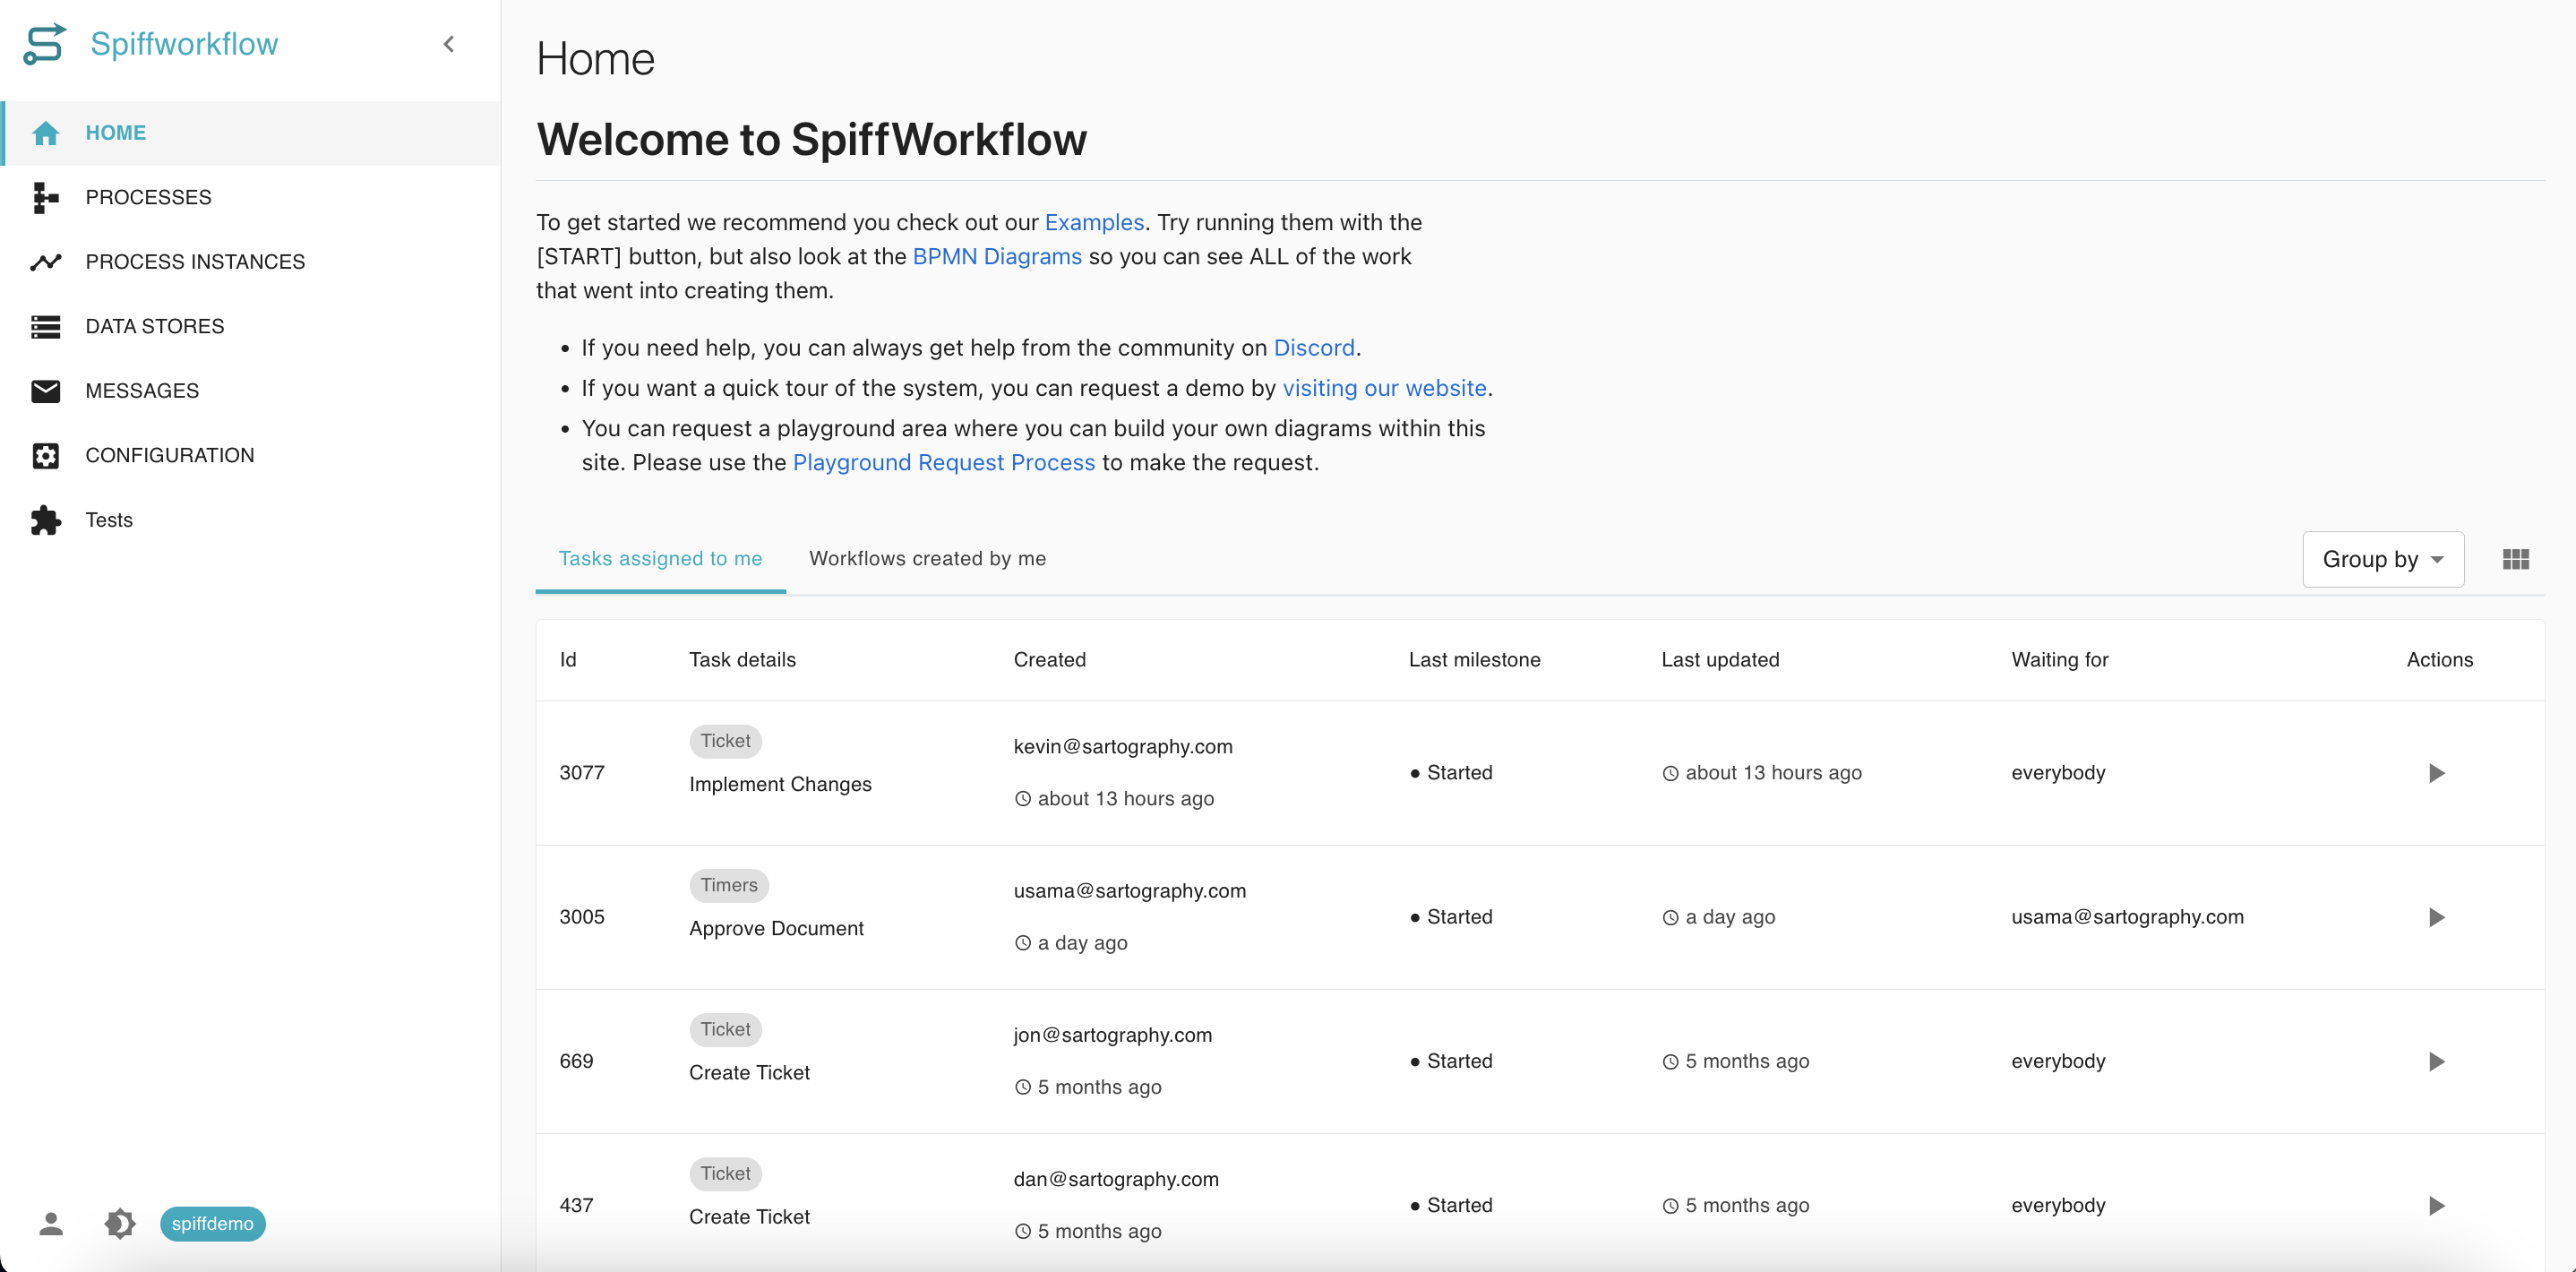 Spiffworkflow
HOME
PROCESSES
PROCESS INSTANCES
DATA STORES
MESSAGES
CONFIGURATION
Tests
spiffdemo
Home
Welcome to SpiffWorkflow
To get started we recommend you check out our Examples. Try running them with the
[START] button, but also look at the BPMN Diagrams so you can see ALL of the work
that went into creating them.
• If you need help, you can always get help from the community on Discord.
• If you want a quick tour of the system, you can request a demo by visiting our website.
• You can request a playground area where you can build your own diagrams within this
site. Please use the Playground Request Process to make the request.
Tasks assigned to me Workflows created by me Group by
Id Task details Created Last milestone Last updated Waiting for Actions
Ticket
kevin@sartography.com
3077 Implement Changes ● Started about 13 hours ago everybody
about 13 hours ago
Timers
usama@sartography.com
3005 Approve Document ● Started a day ago usama@sartography.com
a day ago
Ticket
jon@sartography.com
669 Create Ticket ● Started 5 months ago everybody
5 months ago
Ticket
dan@sartography.com
437 Create Ticket ● Started 5 months ago everybody
5 months ago